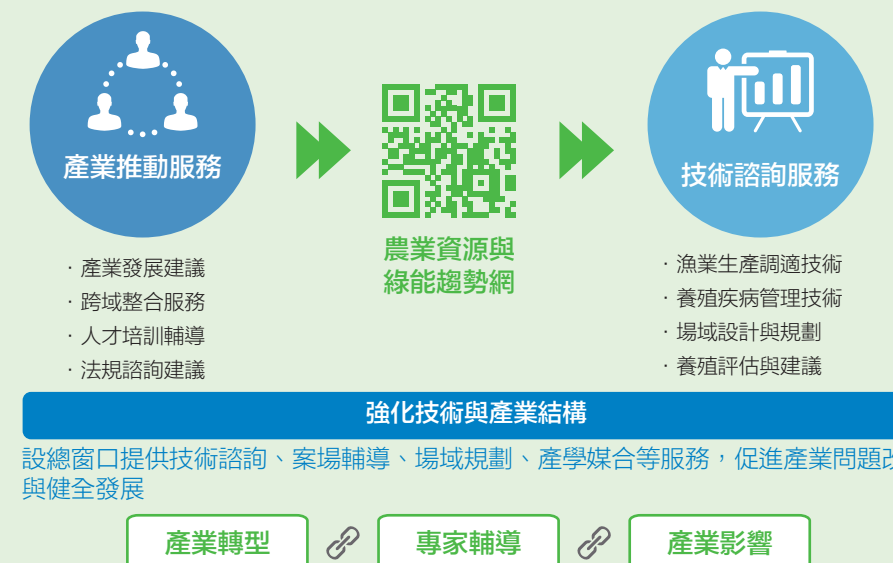 產業推動服務
· 產業發展建議
· 跨域整合服務
· 人才培訓輔導
· 法規諮詢建議
農業資源與
綠能趨勢網
技術諮詢服務
· 漁業生產調適技術
· 養殖疾病管理技術
· 場域設計與規劃
· 養殖評估與建議
強化技術與產業結構
設總窗口提供技術諮詢、案場輔導、場域規劃、產學媒合等服務，促進產業問題改
與健全發展
產業轉型
專家輔導
產業影響